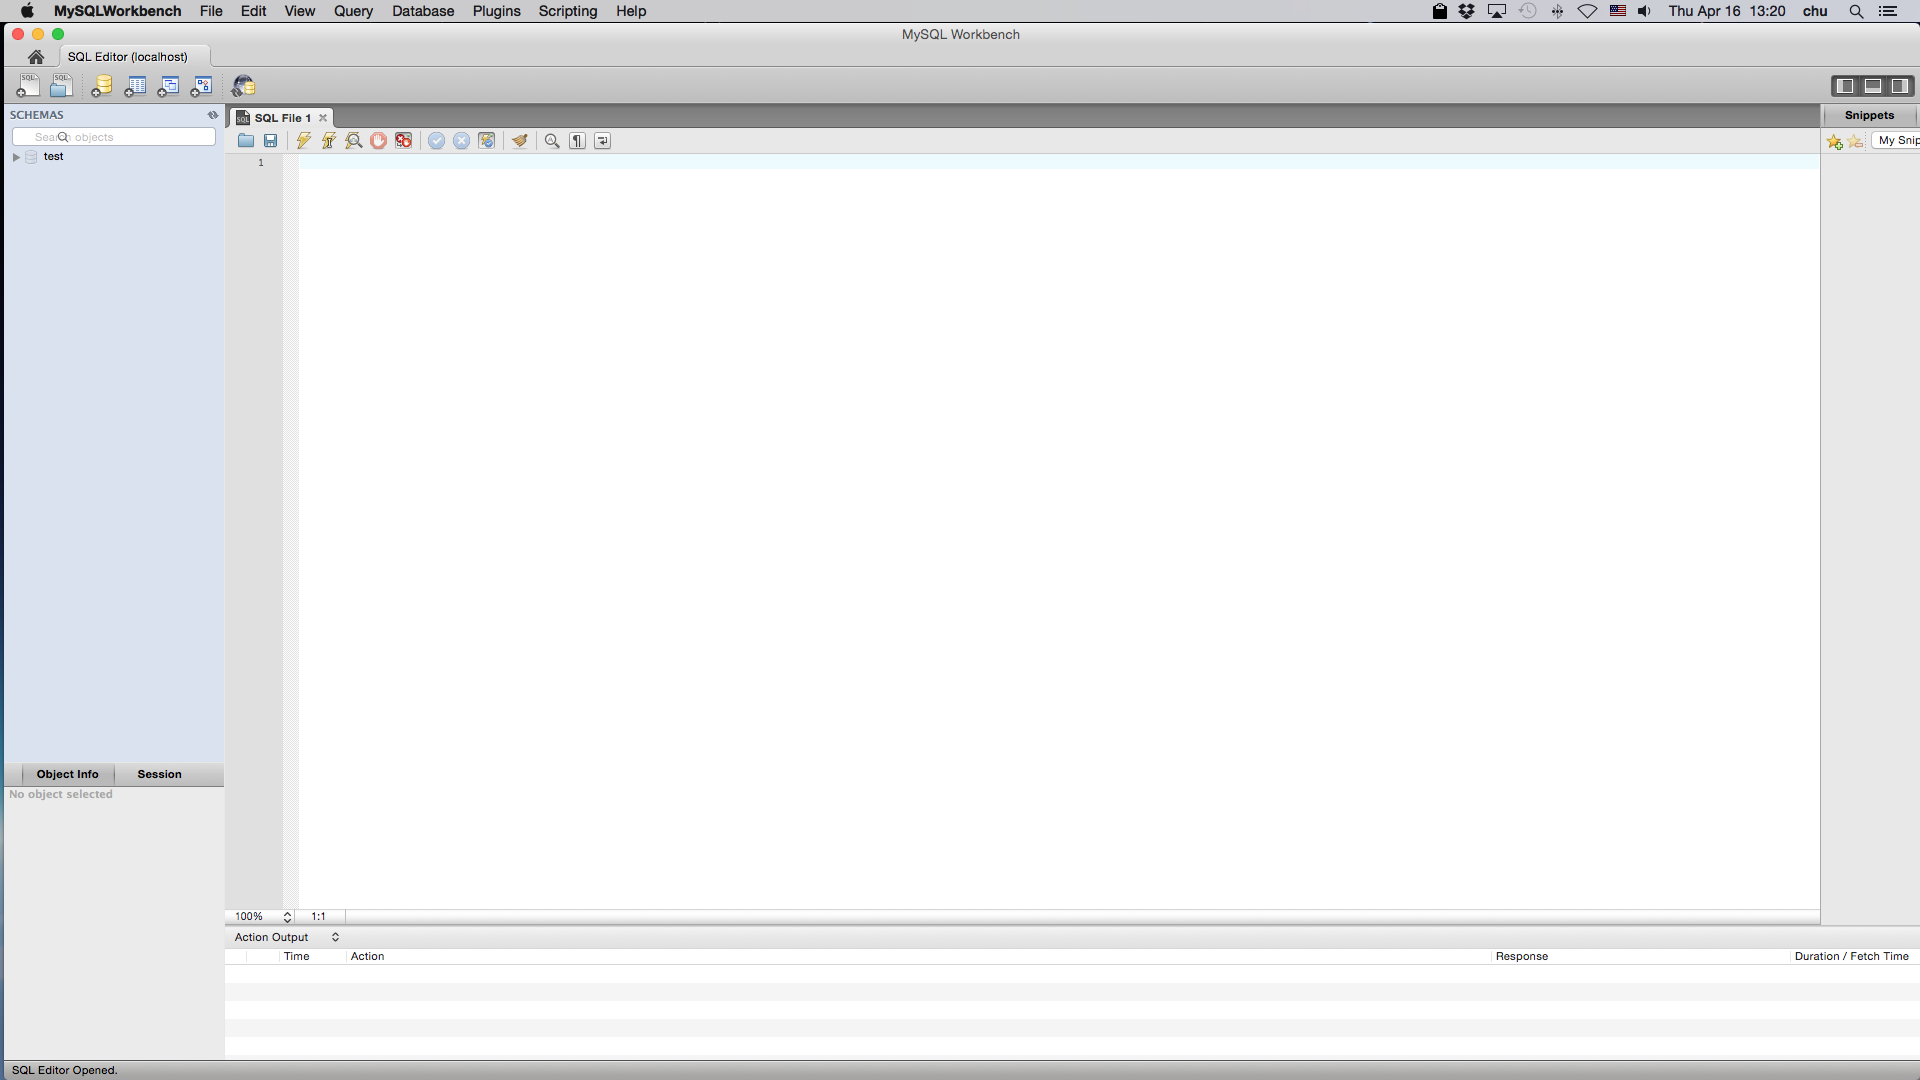 MySQLWorkbench File Edit View Query Database Plugins Scripting Help Thu Apr 16 13:20 chu
MySQL Workbench
SQL Editor (localhost)
SQL SQL
SCHEMAS
Search objects
test
SQL File 1
Snippets
My Snip
1
Object Info Session
No object selected
100% 1:1
Action Output
Time Action Response Duration / Fetch Time
SQL Editor Opened.